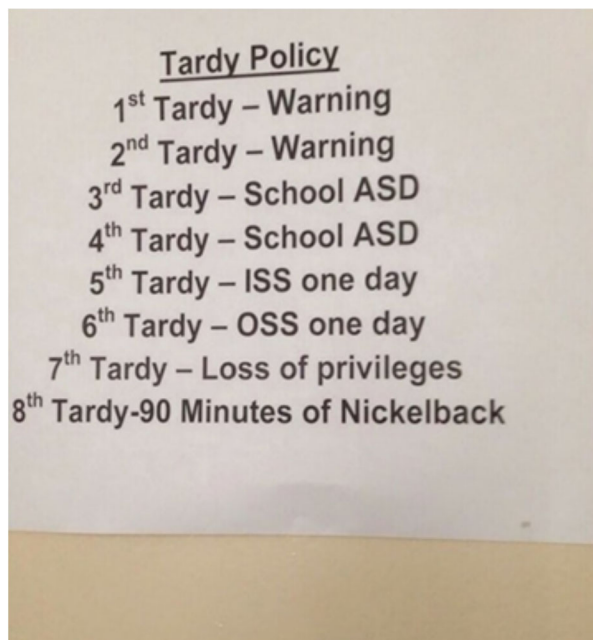 Tardy Policy
1st Tardy – Warning
2nd Tardy – Warning
3rd Tardy – School ASD
4th Tardy – School ASD
5th Tardy – ISS one day
6th Tardy – OSS one day
7th Tardy – Loss of privileges
8th Tardy-90 Minutes of Nickelback